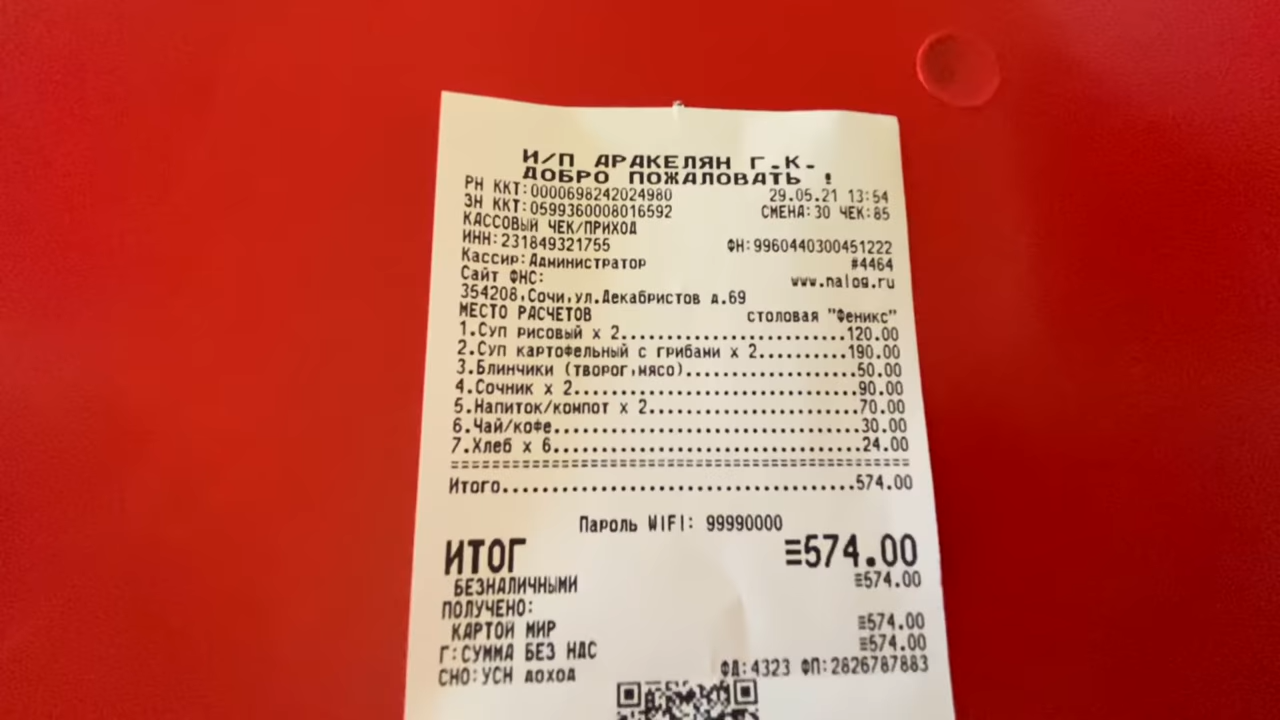 И/П АРАКЕЛЯН Г.К.
ДОБРО ПОЖАЛОВАТЬ !
РН ККТ:0000698242024980 29.05.21 13:54
ЗН ККТ:0599360008016592 СМЕНА:30 ЧЕК:85
КАССОВЫЙ ЧЕК/ПРИХОД
ИНН:231849321755 ФН:9960440300451222
Кассир:Администратор #4464
Сайт ФНС: www.nalog.ru
354208,Сочи,ул.Декабристов д.69
МЕСТО РАСЧЕТОВ столовая "Феникс"
1.Суп рисовый x 2........................120.00
2.Суп картофельный с грибами x 2.........190.00
3.Блинчики (творог,мясо)..................50.00
4.Сочник x 2..............................90.00
5.Напиток/компот x 2......................70.00
6.Чай/кофе................................30.00
7.Хлеб x 6................................24.00
================================================
Итого....................................574.00
Пароль WIFI: 99990000
ИТОГ ≡574.00
БЕЗНАЛИЧНЫМИ ≡574.00
ПОЛУЧЕНО:
КАРТОЙ МИР ≡574.00
Г:СУММА БЕЗ НДС ≡574.00
СНО:УСН доход ФД:4323 ФП:2826787883